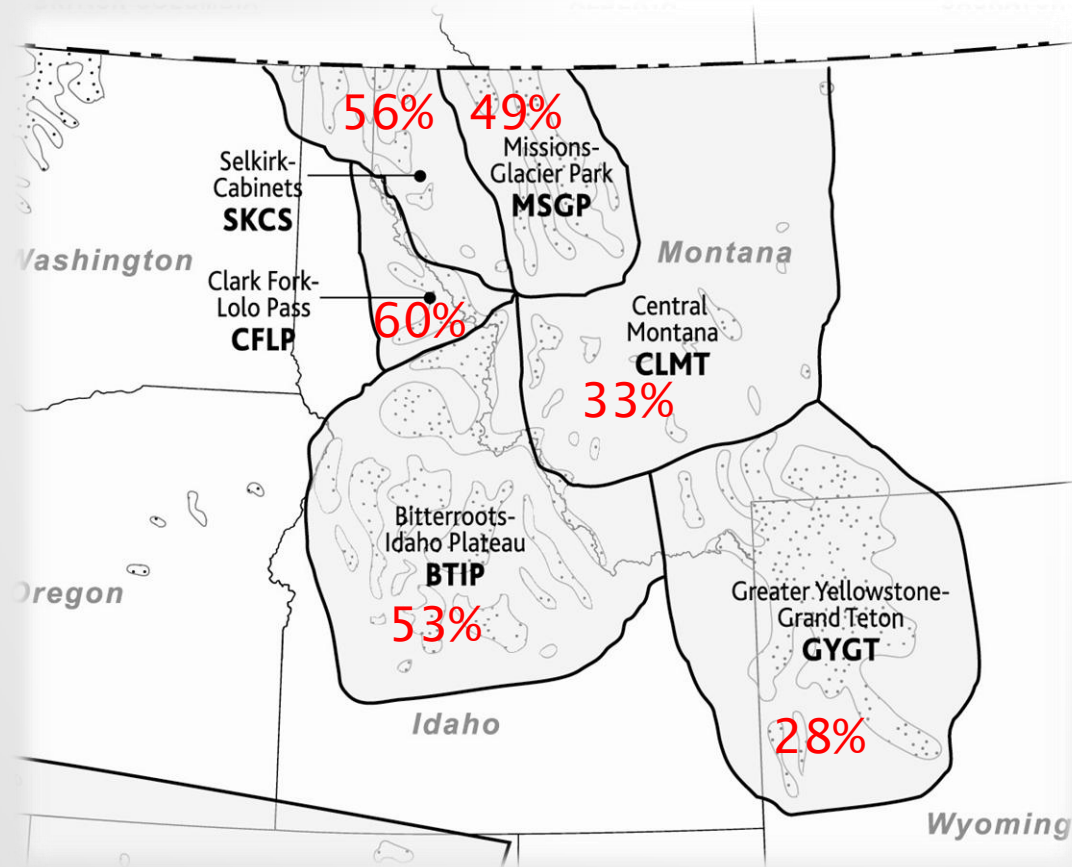 56%
49%
Missions-
Glacier Park
MSGP
Selkirk-
Cabinets
SKCS
Washington
Montana
Clark Fork-
Lolo Pass
CFLP
60%
Central
Montana
CLMT
33%
Bitterroots-
Idaho Plateau
BTIP
53%
Oregon
Greater Yellowstone-
Grand Teton
GYGT
28%
Idaho
Wyoming